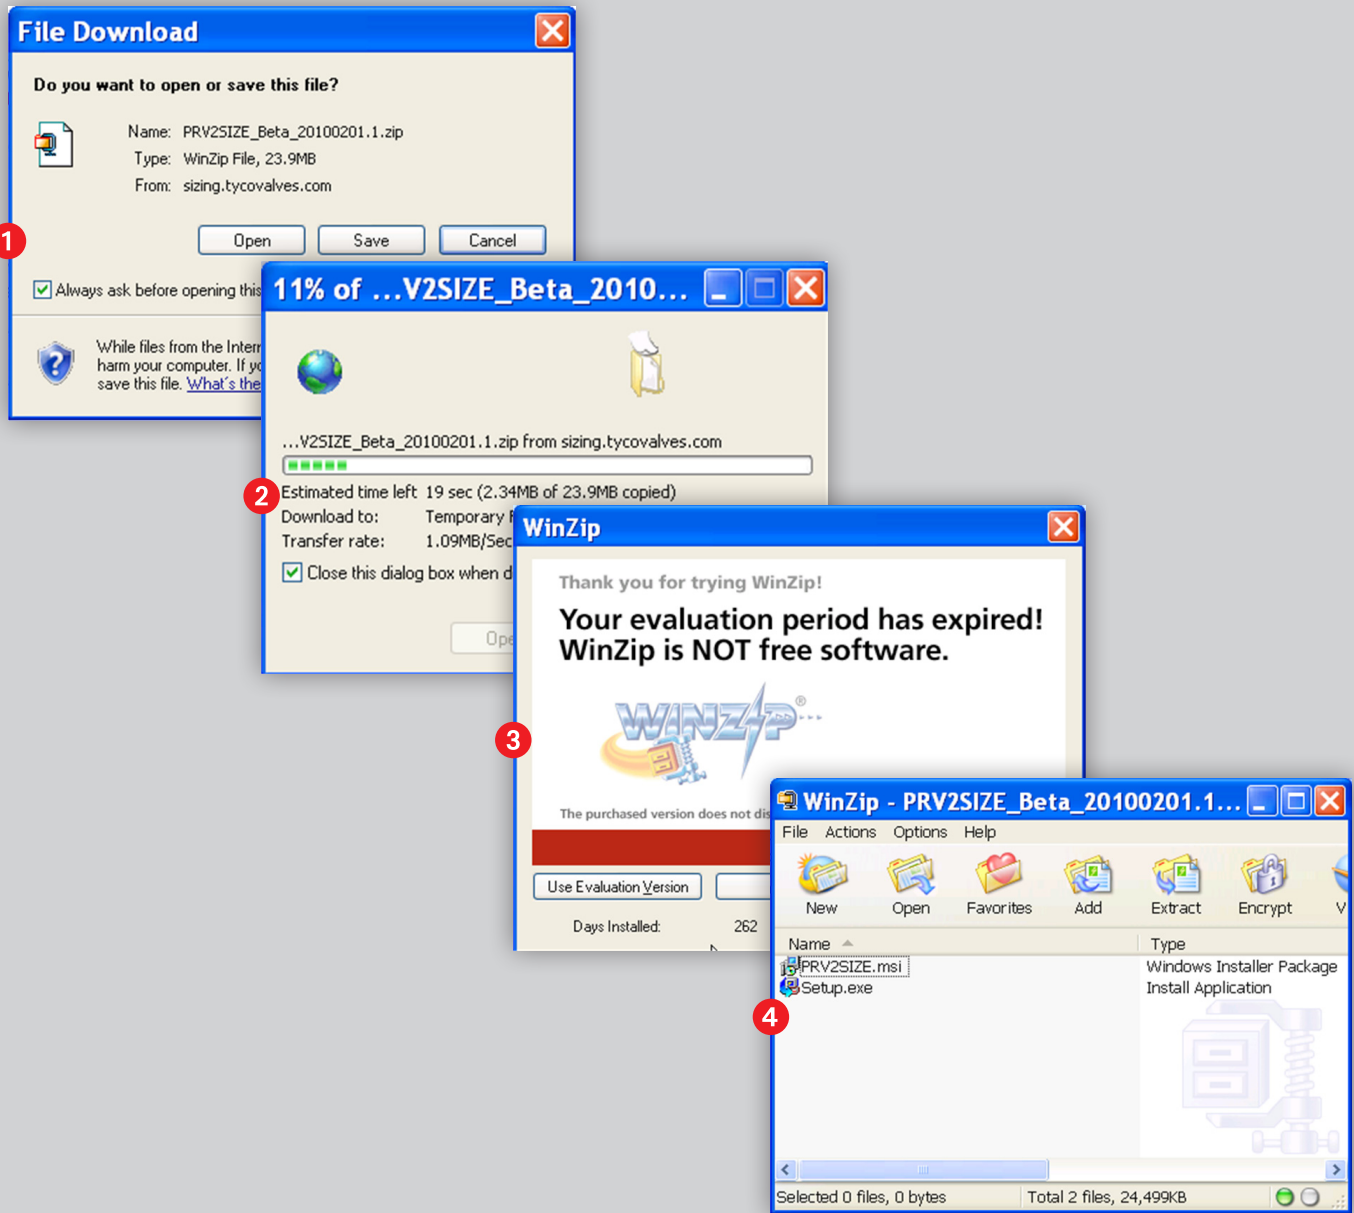 File Download
Do you want to open or save this file?
Name: PRV2SIZE_Beta_20100201.1.zip
Type: WinZip File, 23.9MB
From: sizing.tycovalves.com
1
Open Save Cancel
Always ask before opening this
While files from the
harm your computer. If
save this file. What's the
11% of ...V2SIZE_Beta_2010...
...V2SIZE_Beta_20100201.1.zip from sizing.tycovalves.com
2
Estimated time left 19 sec (2.34MB of 23.9MB copied)
Download to: Temporary
Transfer rate: 1.09MB/Sec
Close this dialog box when
WinZip
Thank you for trying WinZip!
Your evaluation period has expired!
WinZip is NOT free software.
WINZIP®
3
The purchased version does not
Use Evaluation Version
Days Installed: 262
WinZip - PRV2SIZE_Beta_20100201.1...
File Actions Options Help
New Open Favorites Add Extract Encrypt
Name Type
PRV2SIZE.msi Windows Installer Package
Setup.exe Install Application
4
Selected 0 files, 0 bytes Total 2 files, 24,499KB